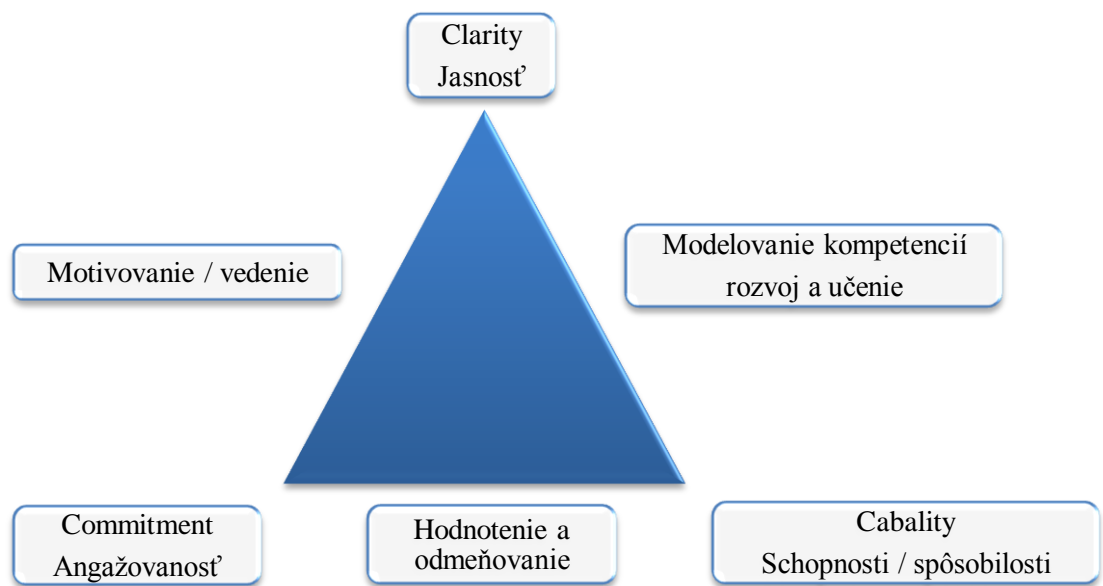 Clarity
Jasnosť
Motivovanie / vedenie
Modelovanie kompetencií
rozvoj a učenie
Commitment
Angažovanosť
Hodnotenie a
odmeňovanie
Cabality
Schopnosti / spôsobilosti